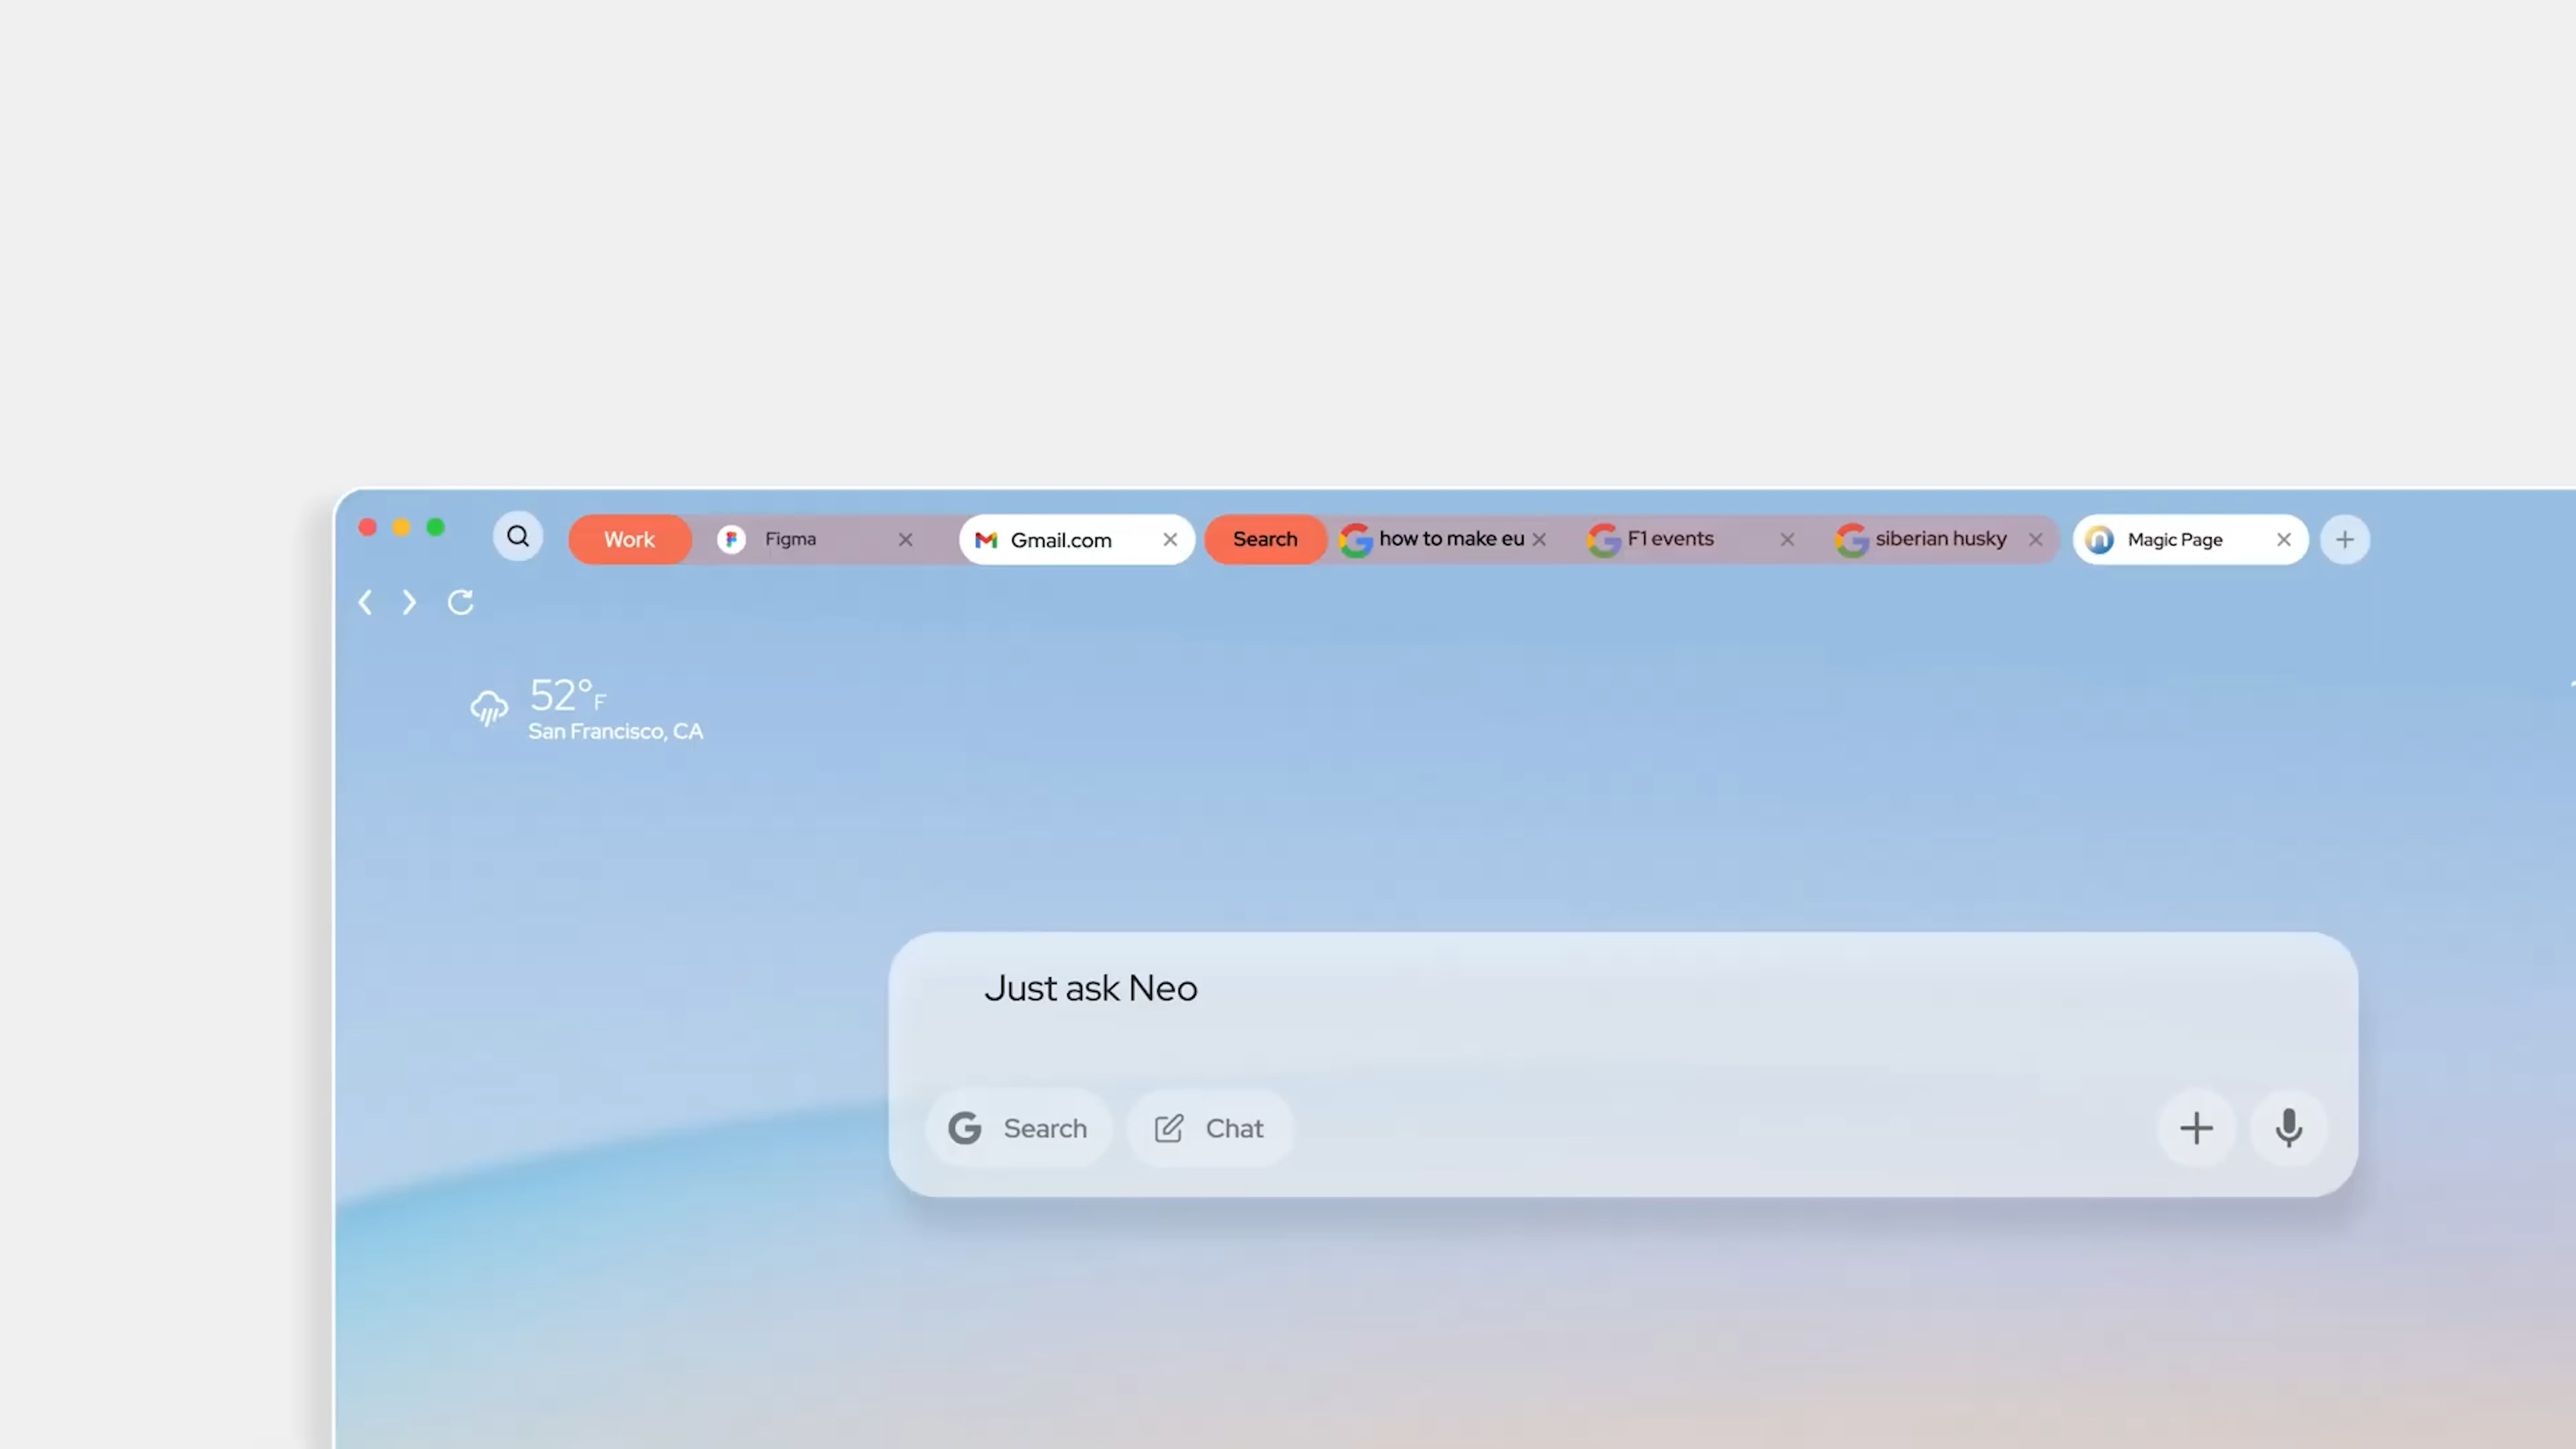 Work
Figma
Gmail.com
Search
how to make eu
F1 events
siberian husky
Magic Page
52°F
San Francisco, CA
Just ask Neo
Search
Chat